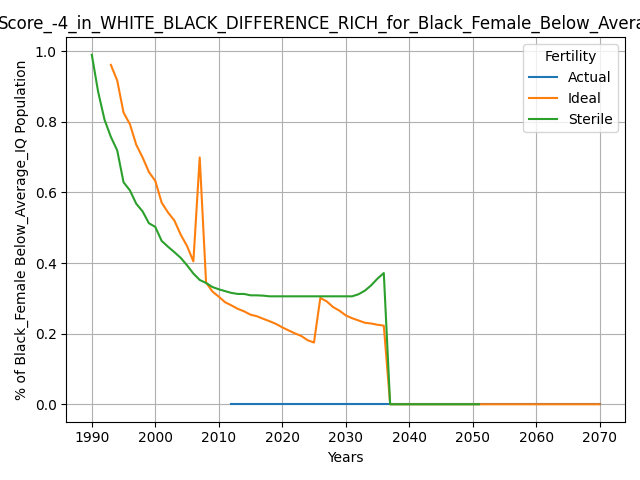 Score_-4_in_WHITE_BLACK_DIFFERENCE_RICH_for_Black_Female_Below_Avera
% of Black_Female Below_Average_IQ Population
1.0
0.8
0.6
0.4
0.2
0.0
Fertility
Actual
Ideal
Sterile
1990 2000 2010 2020 2030 2040 2050 2060 2070
Years